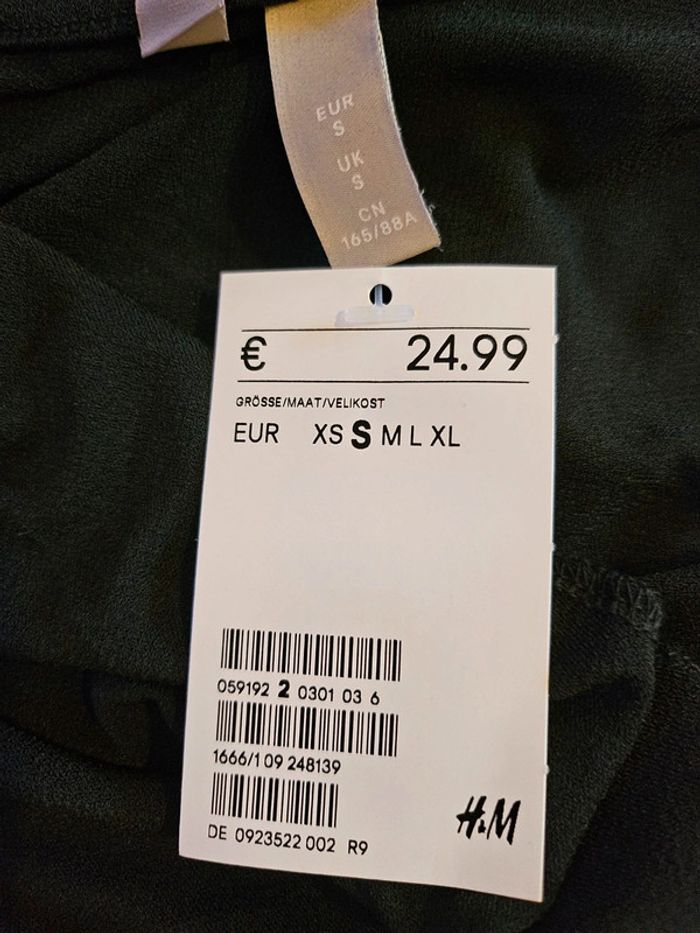 EUR
S
UK
S
CN
165/88A
€ 24.99
GRÖSSE/MAAT/VELIKOST
EUR XS S M L XL
059192 2 0301 03 6
1666/1 09 248139
DE 0923522 002 R9
H&M